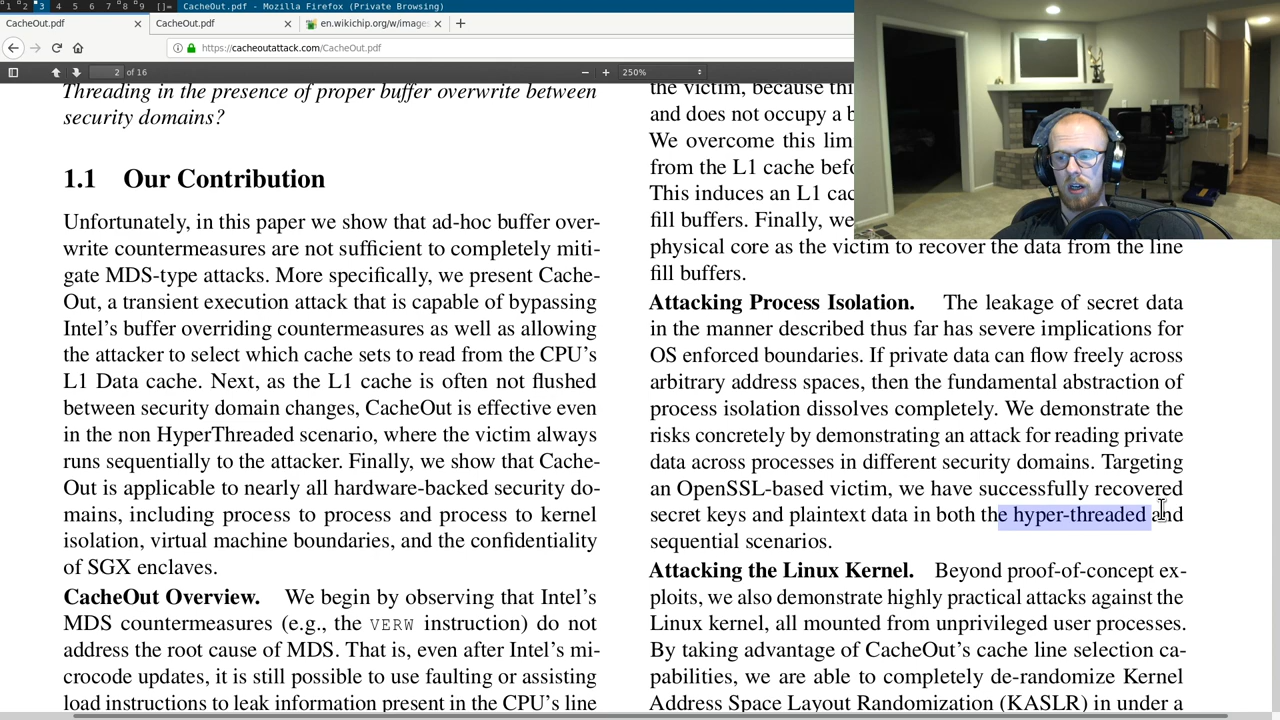 1 2 3 4 5 6 7 8 9 []= CacheOut.pdf - Mozilla Firefox (Private Browsing)
CacheOut.pdf × CacheOut.pdf × en.wikichip.org/w/image × +
https://cacheoutattack.com/CacheOut.pdf
2 of 16 − + 250%
Threading in the presence of proper buffer overwrite between
security domains?
1.1 Our Contribution
Unfortunately, in this paper we show that ad-hoc buffer over-
write countermeasures are not sufficient to completely miti-
gate MDS-type attacks. More specifically, we present Cache-
Out, a transient execution attack that is capable of bypassing
Intel's buffer overriding countermeasures as well as allowing
the attacker to select which cache sets to read from the CPU's
L1 Data cache. Next, as the L1 cache is often not flushed
between security domain changes, CacheOut is effective even
in the non HyperThreaded scenario, where the victim always
runs sequentially to the attacker. Finally, we show that Cache-
Out is applicable to nearly all hardware-backed security do-
mains, including process to process and process to kernel
isolation, virtual machine boundaries, and the confidentiality
of SGX enclaves.
CacheOut Overview. We begin by observing that Intel's
MDS countermeasures (e.g., the VERW instruction) do not
address the root cause of MDS. That is, even after Intel's mi-
crocode updates, it is still possible to use faulting or assisting
load instructions to leak information present in the CPU's line
the victim, because thi
and does not occupy a b
We overcome this lim
from the L1 cache befo
This induces an L1 cac
fill buffers. Finally, we
physical core as the victim to recover the data from the line
fill buffers.
Attacking Process Isolation. The leakage of secret data
in the manner described thus far has severe implications for
OS enforced boundaries. If private data can flow freely across
arbitrary address spaces, then the fundamental abstraction of
process isolation dissolves completely. We demonstrate the
risks concretely by demonstrating an attack for reading private
data across processes in different security domains. Targeting
an OpenSSL-based victim, we have successfully recovered
secret keys and plaintext data in both the hyper-threaded and
sequential scenarios.
Attacking the Linux Kernel. Beyond proof-of-concept ex-
ploits, we also demonstrate highly practical attacks against the
Linux kernel, all mounted from unprivileged user processes.
By taking advantage of CacheOut's cache line selection ca-
pabilities, we are able to completely de-randomize Kernel
Address Space Layout Randomization (KASLR) in under a